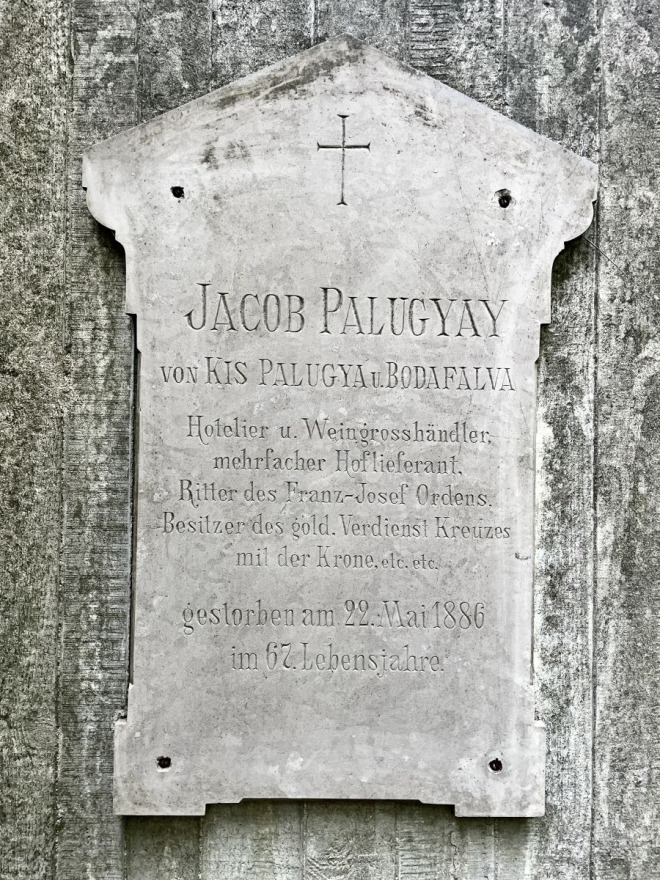 JACOB PALUGYAY
VON KIS PALUGYA u. BODAFALVA
Hotelier u. Weingrosshändler,
mehrfacher Hoflieferant,
Ritter des Franz-Josef Ordens.
Besitzer des gold. Verdienst Kreuzes
mit der Krone. etc. etc.
gestorben am 22. Mai 1886
im 67. Lebensjahre.